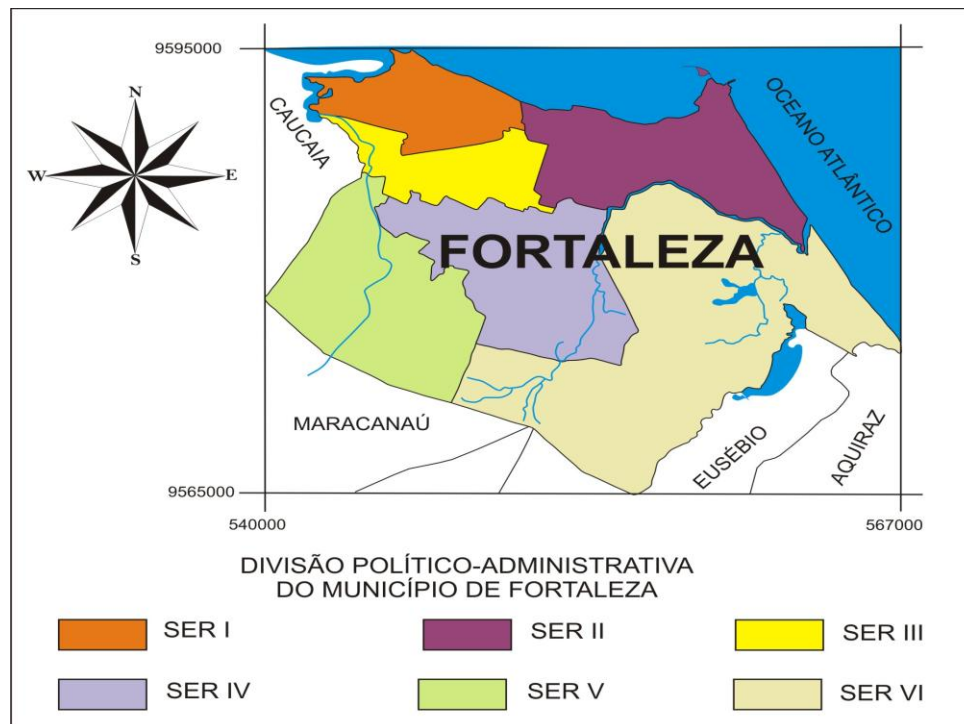 9595000
N
W
E
S
CAUCAIA
OCEANO ATLÂNTICO
FORTALEZA
MARACANAÚ
EUSÉBIO
AQUIRAZ
9565000
540000
567000
DIVISÃO POLÍTICO-ADMINISTRATIVA
DO MUNICÍPIO DE FORTALEZA
SER I
SER II
SER III
SER IV
SER V
SER VI